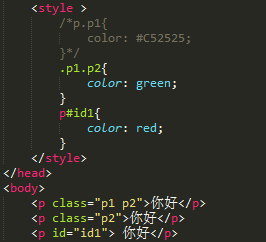 <style >
/*p.p1{
color: #C52525;
}*/
.p1.p2{
color: green;
}
p#id1{
color: red;
}
</style>
</head>
<body>
<p class="p1 p2">你好</p>
<p class="p2">你好</p>
<p id="id1"> 你好</p>